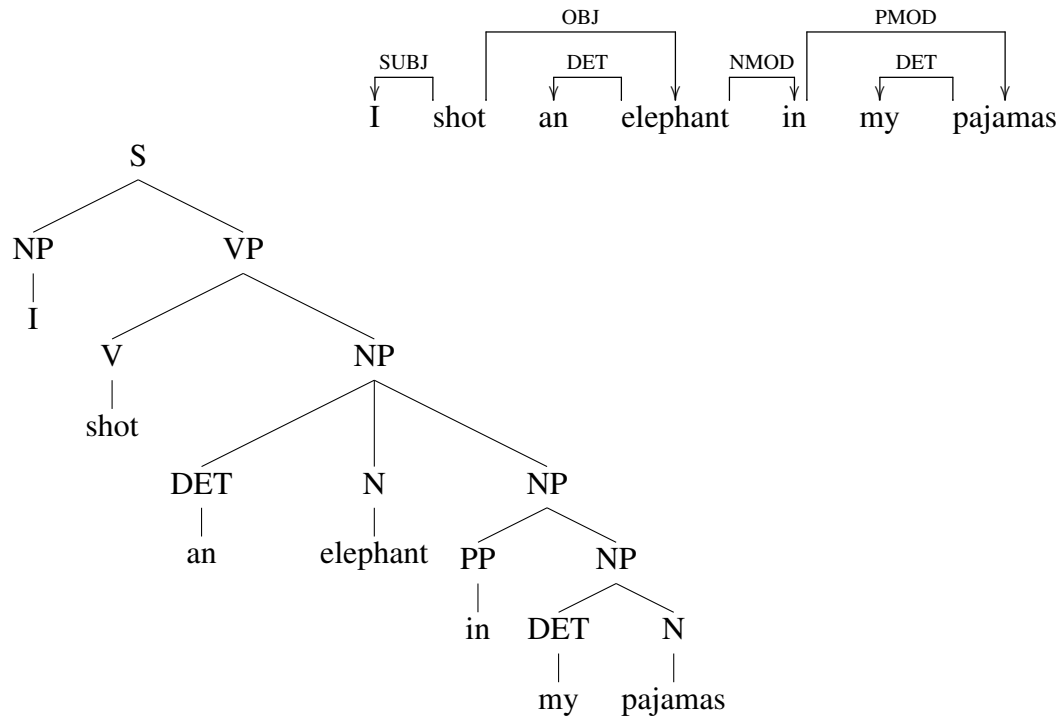 OBJ PMOD
SUBJ DET NMOD DET
I shot an elephant in my pajamas
S
NP VP
I
V NP
shot
DET N NP
an elephant PP NP
in DET N
my pajamas